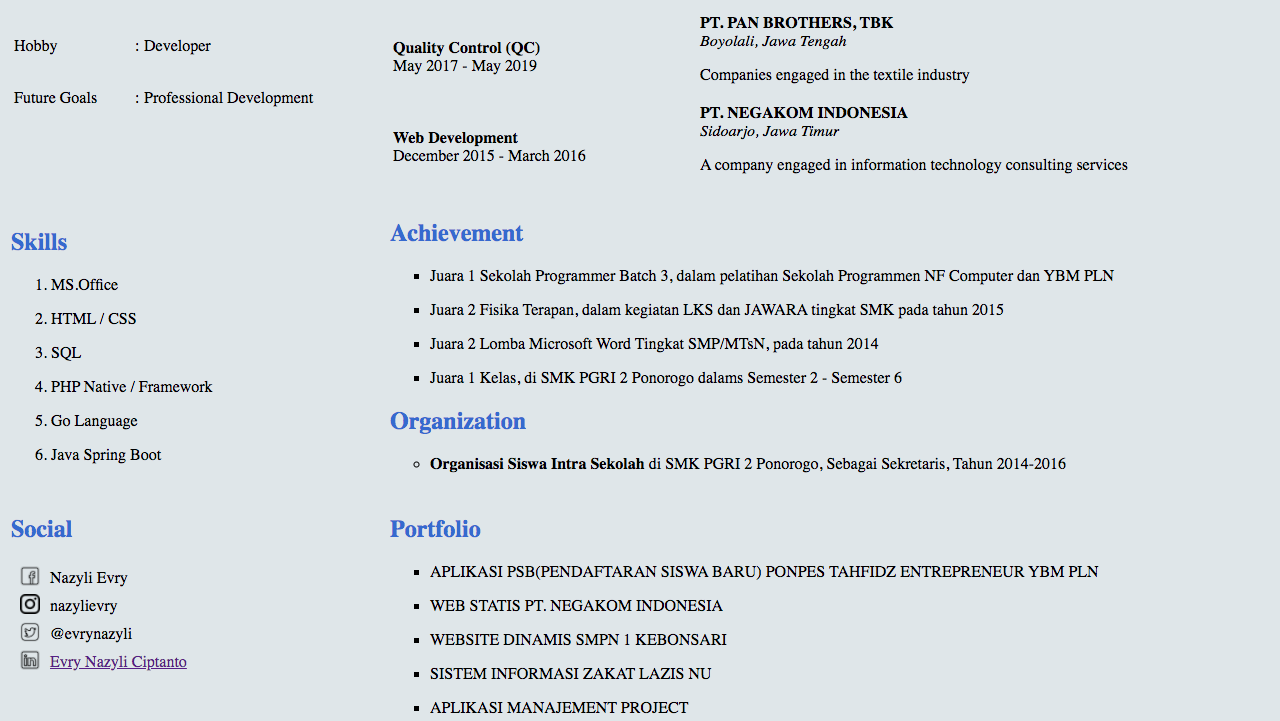 Hobby : Developer
Future Goals : Professional Development
Quality Control (QC)
May 2017 - May 2019
PT. PAN BROTHERS, TBK
Boyolali, Jawa Tengah
Companies engaged in the textile industry
Web Development
December 2015 - March 2016
PT. NEGAKOM INDONESIA
Sidoarjo, Jawa Timur
A company engaged in information technology consulting services
Skills
1. MS.Office
2. HTML / CSS
3. SQL
4. PHP Native / Framework
5. Go Language
6. Java Spring Boot
Achievement
Juara 1 Sekolah Programmer Batch 3, dalam pelatihan Sekolah Programmen NF Computer dan YBM PLN
Juara 2 Fisika Terapan, dalam kegiatan LKS dan JAWARA tingkat SMK pada tahun 2015
Juara 2 Lomba Microsoft Word Tingkat SMP/MTsN, pada tahun 2014
Juara 1 Kelas, di SMK PGRI 2 Ponorogo dalams Semester 2 - Semester 6
Organization
Organisasi Siswa Intra Sekolah di SMK PGRI 2 Ponorogo, Sebagai Sekretaris, Tahun 2014-2016
Social
Nazyli Evry
nazylievry
@evrynazyli
Evry Nazyli Ciptanto
Portfolio
APLIKASI PSB(PENDAFTARAN SISWA BARU) PONPES TAHFIDZ ENTREPRENEUR YBM PLN
WEB STATIS PT. NEGAKOM INDONESIA
WEBSITE DINAMIS SMPN 1 KEBONSARI
SISTEM INFORMASI ZAKAT LAZIS NU
APLIKASI MANAJEMENT PROJECT